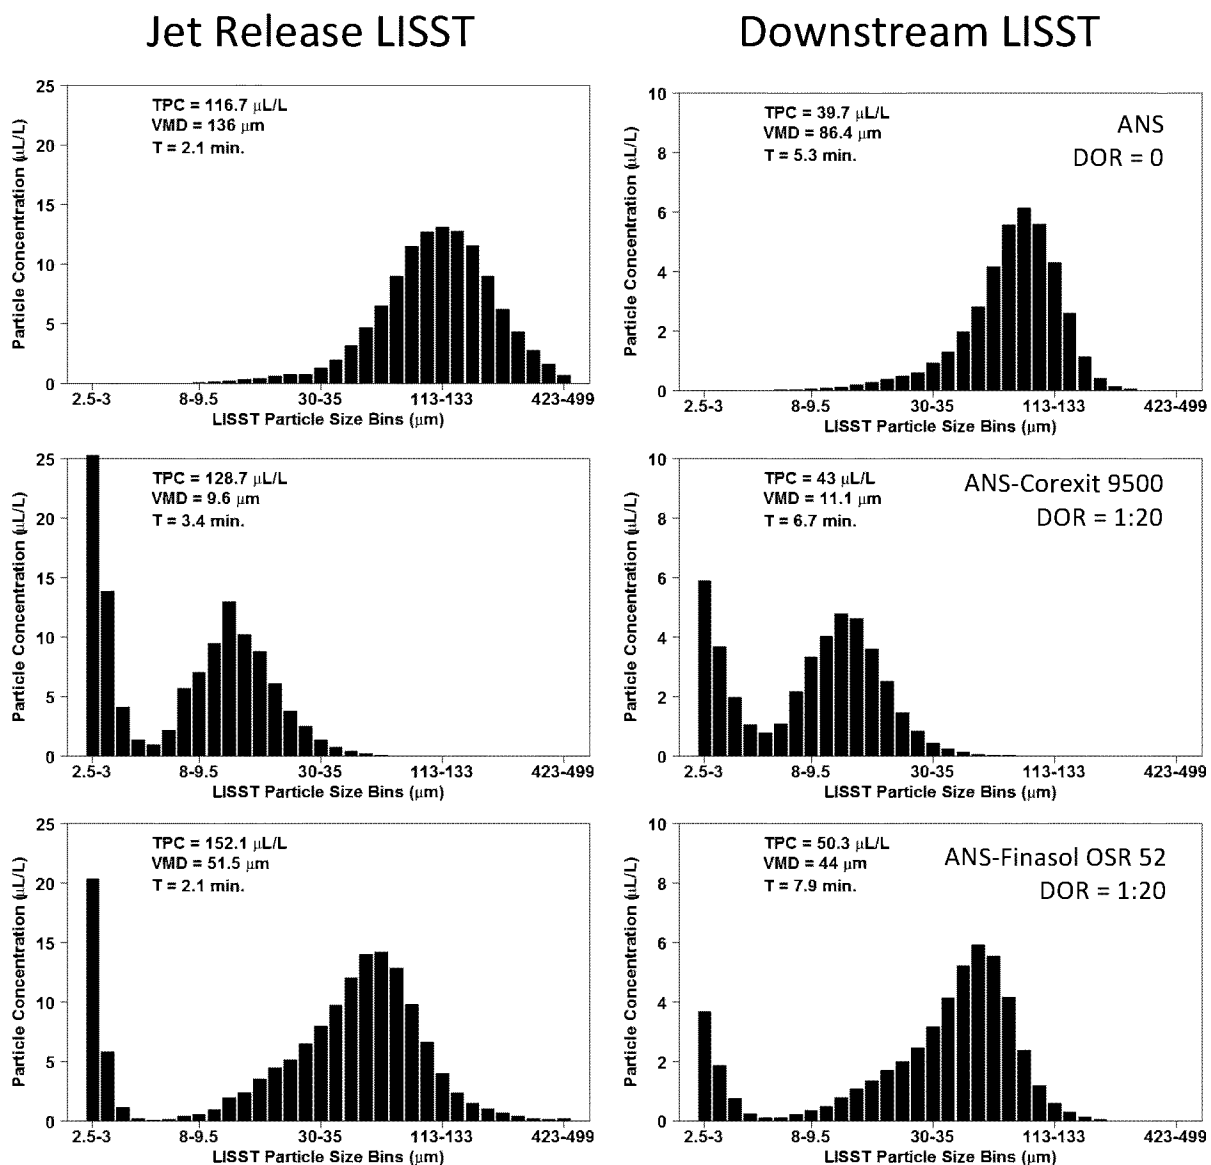 Jet Release LISST
Downstream LISST
Particle Concentration (μL/L)
25
20
15
10
5
0
TPC = 116.7 μL/L
VMD = 136 μm
T = 2.1 min.
2.5-3 8-9.5 30-35 113-133 423-499
LISST Particle Size Bins (μm)
Particle Concentration (μL/L)
10
8
6
4
2
0
TPC = 39.7 μL/L
VMD = 86.4 μm
T = 5.3 min.
ANS
DOR = 0
2.5-3 8-9.5 30-35 113-133 423-499
LISST Particle Size Bins (μm)
Particle Concentration (μL/L)
25
20
15
10
5
0
TPC = 128.7 μL/L
VMD = 9.6 μm
T = 3.4 min.
2.5-3 8-9.5 30-35 113-133 423-499
LISST Particle Size Bins (μm)
Particle Concentration (μL/L)
10
8
6
4
2
0
TPC = 43 μL/L
VMD = 11.1 μm
T = 6.7 min.
ANS-Corexit 9500
DOR = 1:20
2.5-3 8-9.5 30-35 113-133 423-499
LISST Particle Size Bins (μm)
Particle Concentration (μL/L)
25
20
15
10
5
0
TPC = 152.1 μL/L
VMD = 51.5 μm
T = 2.1 min.
2.5-3 8-9.5 30-35 113-133 423-499
LISST Particle Size Bins (μm)
Particle Concentration (μL/L)
10
8
6
4
2
0
TPC = 50.3 μL/L
VMD = 44 μm
T = 7.9 min.
ANS-Finasol OSR 52
DOR = 1:20
2.5-3 8-9.5 30-35 113-133 423-499
LISST Particle Size Bins (μm)